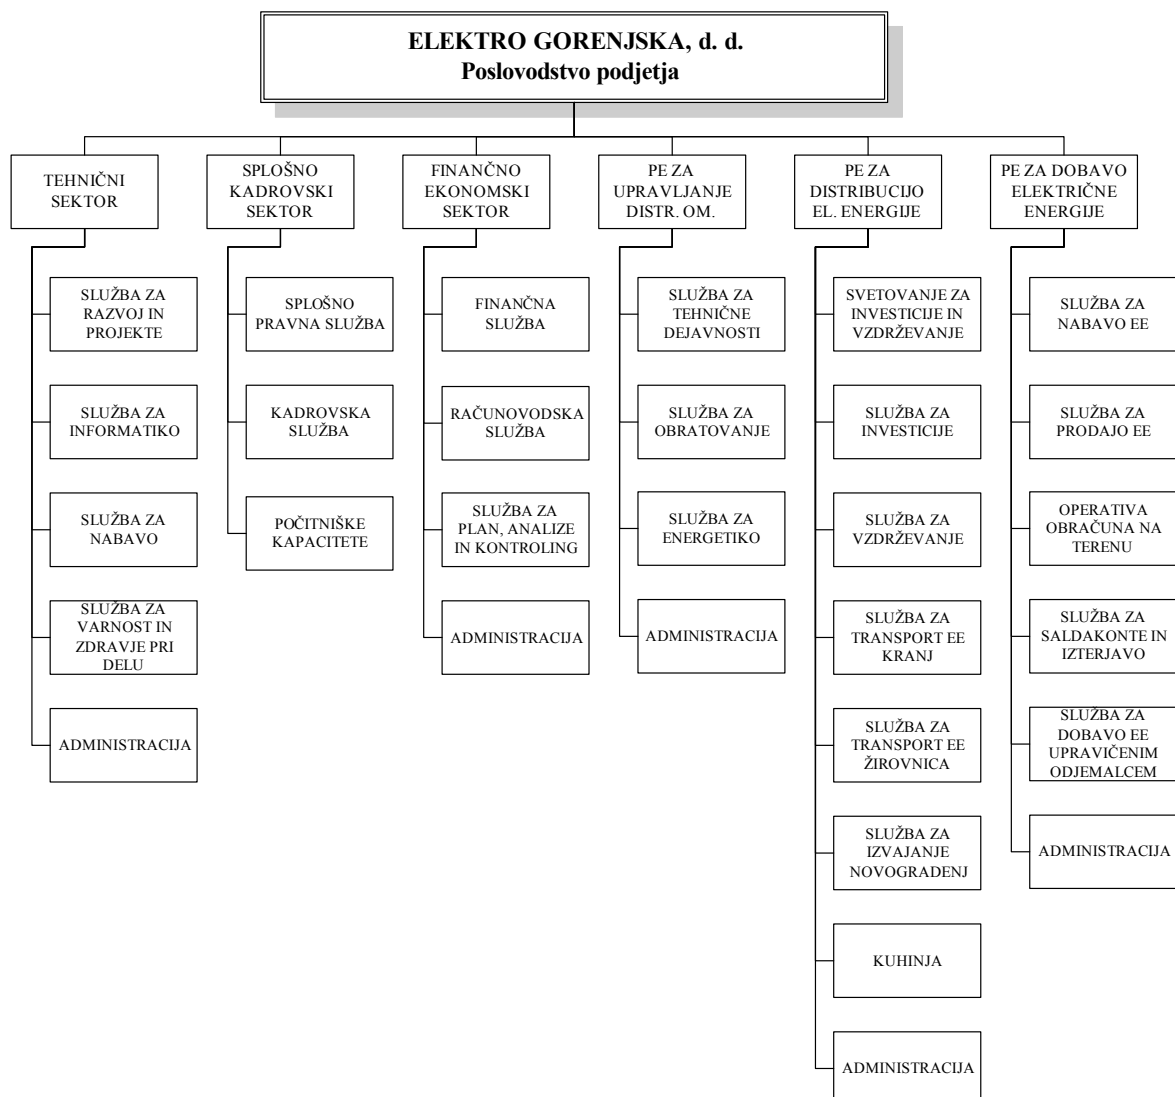 ELEKTRO GORENJSKA, d. d.
Poslovodstvo podjetja
TEHNIČNI
SEKTOR
SPLOŠNO
KADROVSKI
SEKTOR
FINANČNO
EKONOMSKI
SEKTOR
PE ZA
UPRAVLJANJE
DISTR. OM.
PE ZA
DISTRIBUCIJO
EL. ENERGIJE
PE ZA DOBAVO
ELEKTRIČNE
ENERGIJE
SLUŽBA ZA
RAZVOJ IN
PROJEKTE
SLUŽBA ZA
INFORMATIKO
SLUŽBA ZA
NABAVO
SLUŽBA ZA
VARNOST IN
ZDRAVJE PRI
DELU
ADMINISTRACIJA
SPLOŠNO
PRAVNA SLUŽBA
KADROVSKA
SLUŽBA
POČITNIŠKE
KAPACITETE
FINANČNA
SLUŽBA
RAČUNOVODSKA
SLUŽBA
SLUŽBA ZA
PLAN, ANALIZE
IN KONTROLING
ADMINISTRACIJA
SLUŽBA ZA
TEHNIČNE
DEJAVNOSTI
SLUŽBA ZA
OBRATOVANJE
SLUŽBA ZA
ENERGETIKO
ADMINISTRACIJA
SVETOVANJE ZA
INVESTICIJE IN
VZDRŽEVANJE
SLUŽBA ZA
INVESTICIJE
SLUŽBA ZA
VZDRŽEVANJE
SLUŽBA ZA
TRANSPORT EE
KRANJ
SLUŽBA ZA
TRANSPORT EE
ŽIROVNICA
SLUŽBA ZA
IZVAJANJE
NOVOGRADENJ
KUHINJA
ADMINISTRACIJA
SLUŽBA ZA
NABAVO EE
SLUŽBA ZA
PRODAJO EE
OPERATIVA
OBRAČUNA NA
TERENU
SLUŽBA ZA
SALDAKONTE IN
IZTERJAVO
SLUŽBA ZA
DOBAVO EE
UPRAVIČENIM
ODJEMALCEM
ADMINISTRACIJA